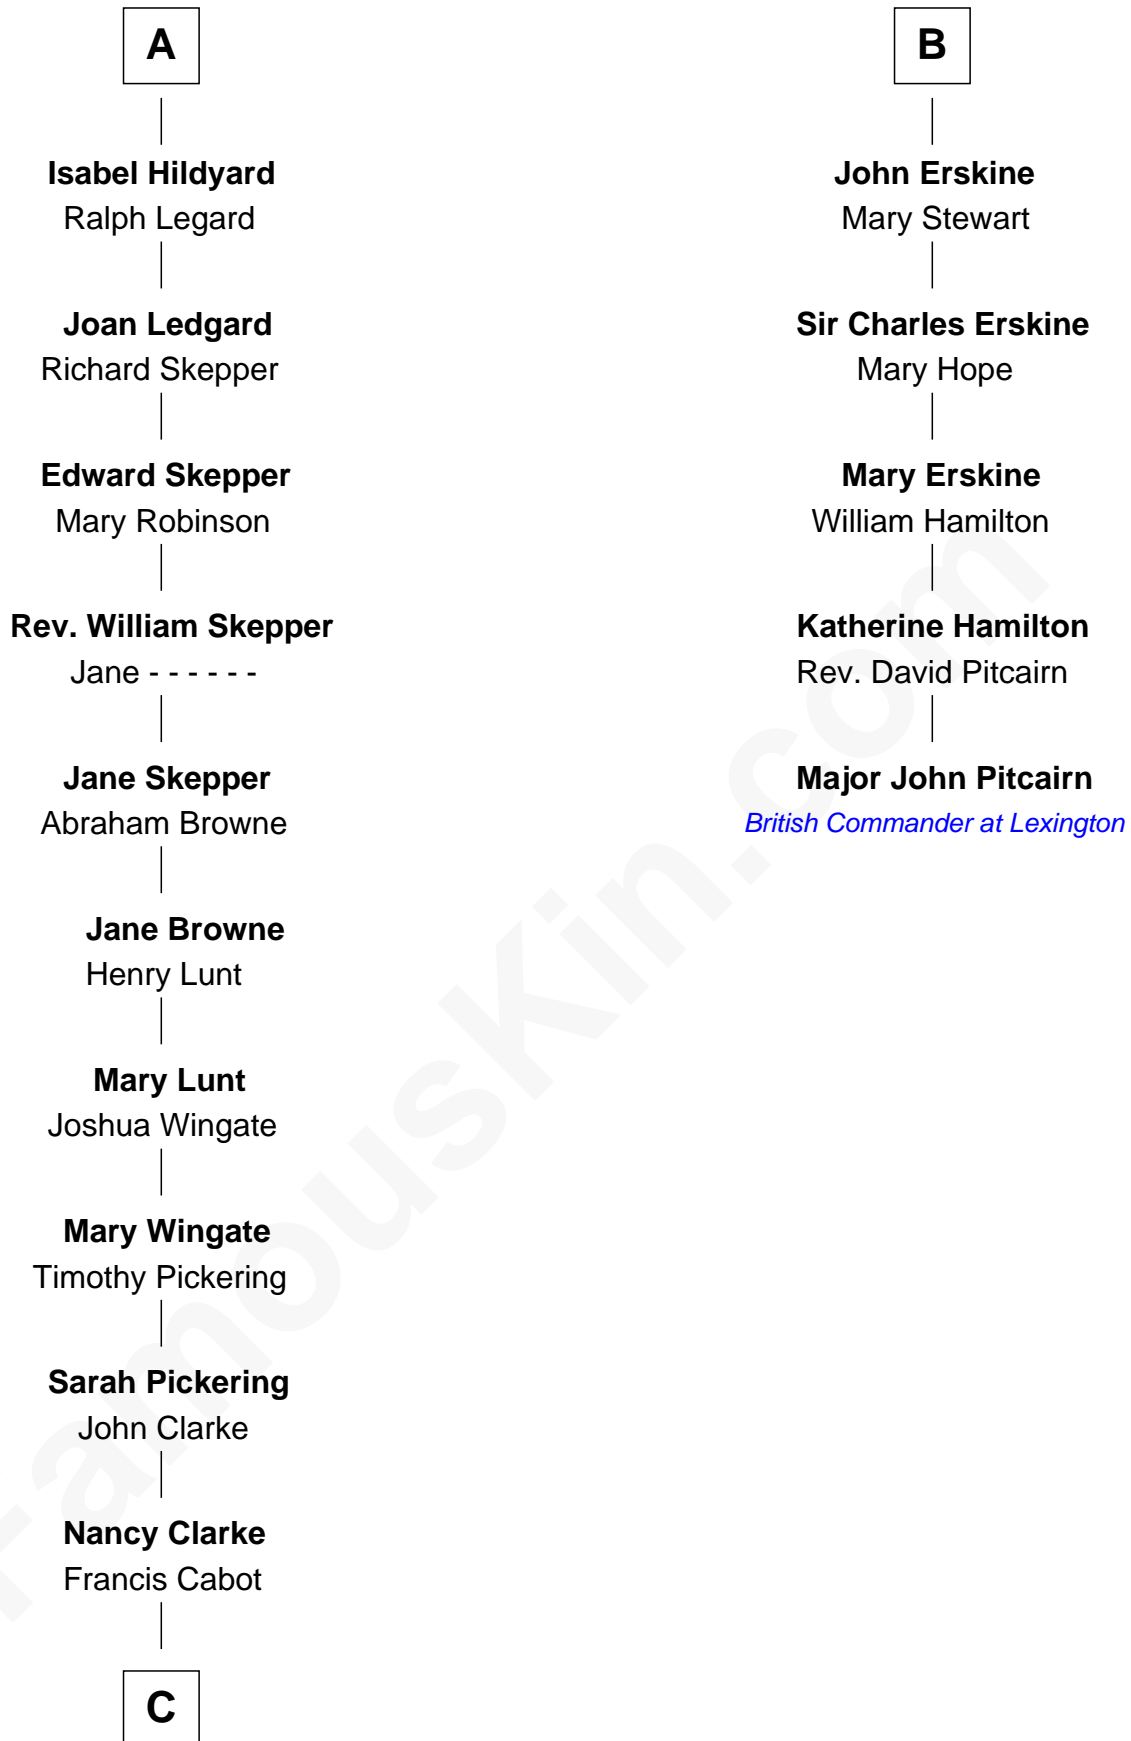 A
Isabel Hildyard
Ralph Legard
Joan Ledgard
Richard Skepper
Edward Skepper
Mary Robinson
Rev. William Skepper
Jane - - - - - -
Jane Skepper
Abraham Browne
Jane Browne
Henry Lunt
Mary Lunt
Joshua Wingate
Mary Wingate
Timothy Pickering
Sarah Pickering
John Clarke
Nancy Clarke
Francis Cabot
C
B
John Erskine
Mary Stewart
Sir Charles Erskine
Mary Hope
Mary Erskine
William Hamilton
Katherine Hamilton
Rev. David Pitcairn
Major John Pitcairn
British Commander at Lexington
FamousKin.com